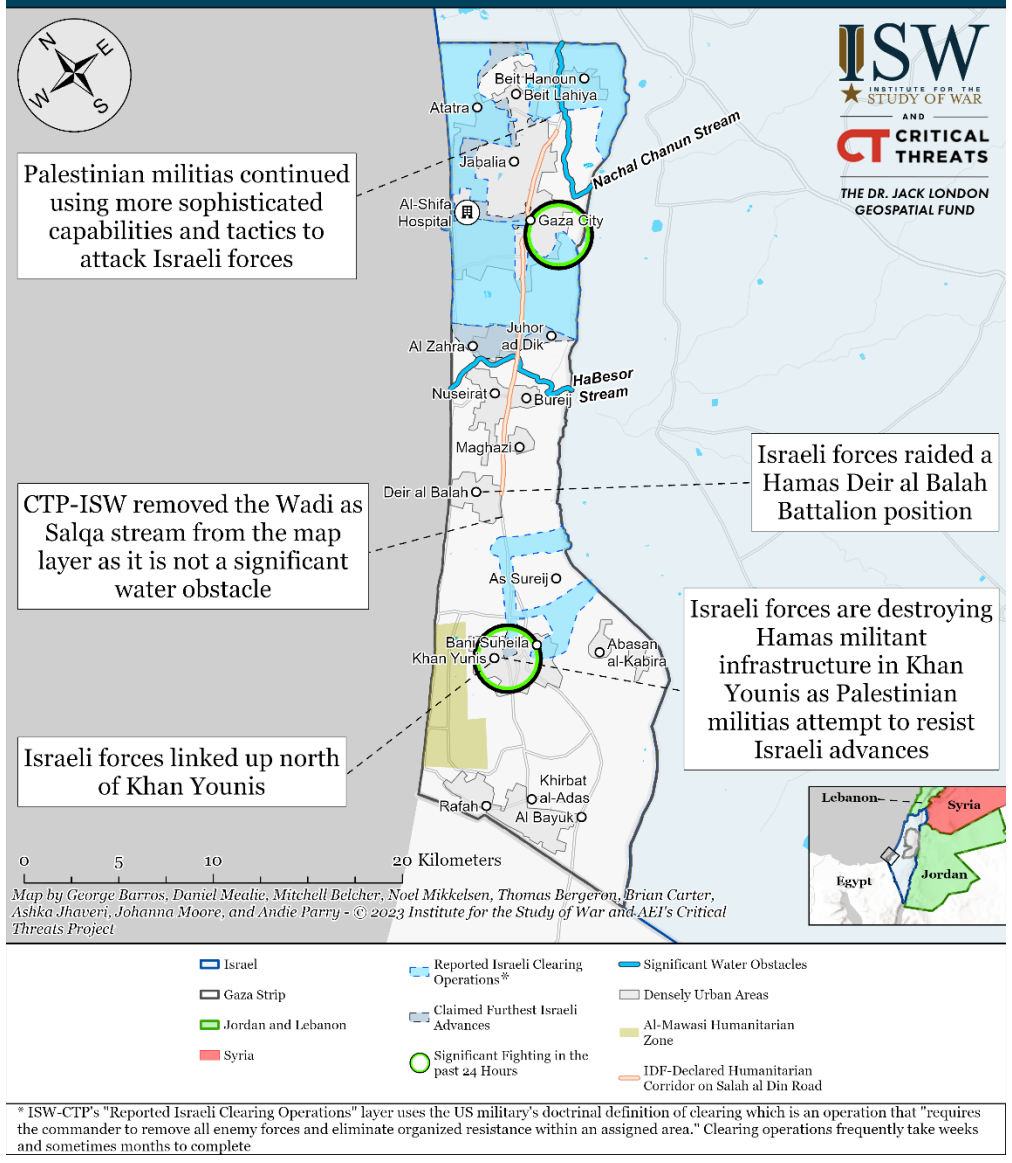 N
E
W
S
ISW
INSTITUTE FOR THE
STUDY OF WAR
AND
CT CRITICAL
THREATS
THE DR. JACK LONDON
GEOSPATIAL FUND
Beit Hanoun
Beit Lahiya
Atatra
Jabalia
Nachal Chanun Stream
Al-Shifa
Hospital
Gaza City
Palestinian militias continued
using more sophisticated
capabilities and tactics to
attack Israeli forces
Juhor
ad Dik
Al Zahra
HaBesor
Stream
Nuseirat
Bureij
Maghazi
Deir al Balah
Israeli forces raided a
Hamas Deir al Balah
Battalion position
CTP-ISW removed the Wadi as
Salqa stream from the map
layer as it is not a significant
water obstacle
As Sureij
Bani Suheila
Khan Yunis
Abasan
al-Kabira
Israeli forces are destroying
Hamas militant
infrastructure in Khan
Younis as Palestinian
militias attempt to resist
Israeli advances
Israeli forces linked up north
of Khan Younis
Khirbat
al-Adas
Rafah
Al Bayuk
Lebanon
Syria
Jordan
Egypt
0 5 10 20 Kilometers
Map by George Barros, Daniel Mealie, Mitchell Belcher, Noel Mikkelsen, Thomas Bergeron, Brian Carter,
Ashka Jhaveri, Johanna Moore, and Andie Parry - © 2023 Institute for the Study of War and AEI's Critical
Threats Project
Israel
Gaza Strip
Jordan and Lebanon
Syria
Reported Israeli Clearing
Operations*
Claimed Furthest Israeli
Advances
Significant Fighting in the
past 24 Hours
Significant Water Obstacles
Densely Urban Areas
Al-Mawasi Humanitarian
Zone
IDF-Declared Humanitarian
Corridor on Salah al Din Road
* ISW-CTP's "Reported Israeli Clearing Operations" layer uses the US military's doctrinal definition of clearing which is an operation that "requires
the commander to remove all enemy forces and eliminate organized resistance within an assigned area." Clearing operations frequently take weeks
and sometimes months to complete